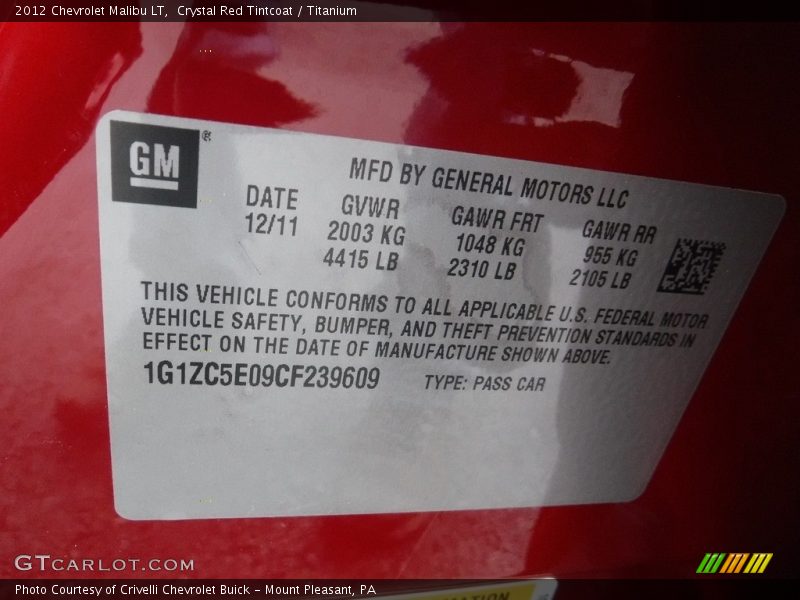 2012 Chevrolet Malibu LT,  Crystal Red Tintcoat / Titanium
GM®
MFD BY GENERAL MOTORS LLC
DATE GVWR GAWR FRT GAWR RR
12/11 2003 KG 1048 KG 955 KG
4415 LB 2310 LB 2105 LB
THIS VEHICLE CONFORMS TO ALL APPLICABLE U.S. FEDERAL MOTOR
VEHICLE SAFETY, BUMPER, AND THEFT PREVENTION STANDARDS IN
EFFECT ON THE DATE OF MANUFACTURE SHOWN ABOVE.
1G1ZC5E09CF239609 TYPE: PASS CAR
GTCARLOT.COM
Photo Courtesy of Crivelli Chevrolet Buick – Mount Pleasant, PA